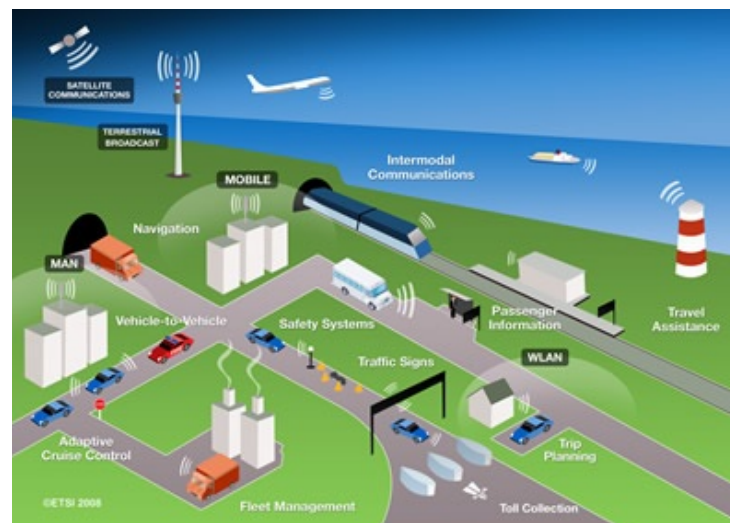 SATELLITE
COMMUNICATIONS
TERRESTRIAL
BROADCAST
Intermodal
Communications
MOBILE
Navigation
MAN
Vehicle-to-Vehicle
Safety Systems
Passenger
Information
Travel
Assistance
Traffic Signs
WLAN
Adaptive
Cruise Control
Trip
Planning
©ETSI 2008
Fleet Management
Toll Collection